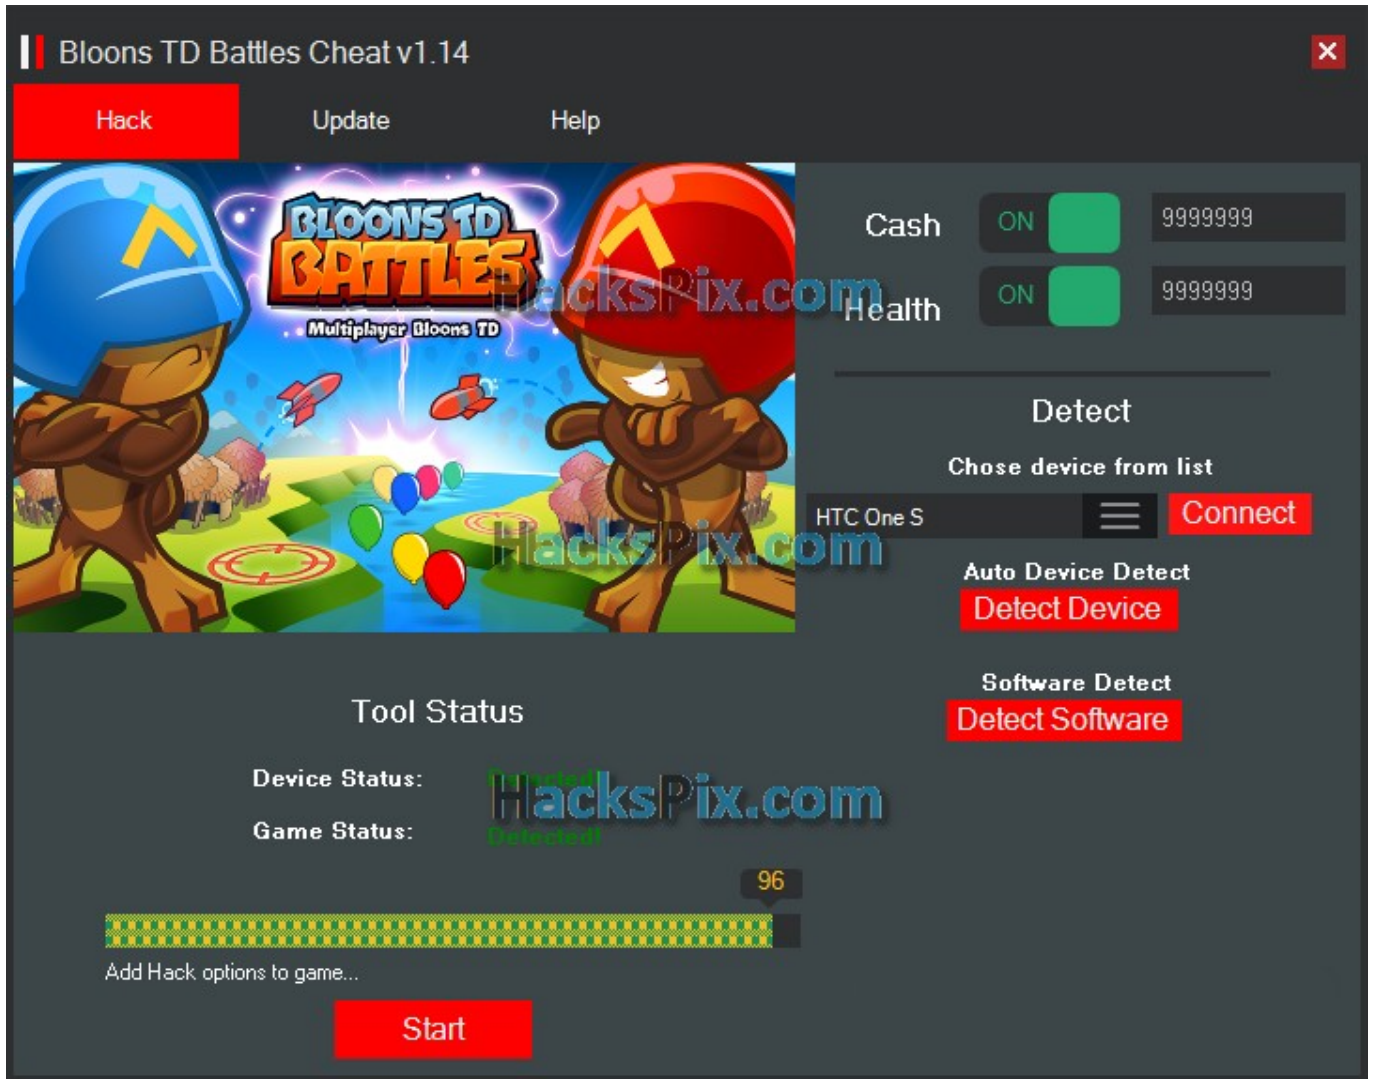 Bloons TD Battles Cheat v1.14
Hack Update Help
BLOONS TD
BATTLES
Multiplayer Bloons TD
Cash ON 9999999
HacksPix.com
Health ON 9999999
Detect
Chose device from list
HTC One S Connect
HacksPix.com
Auto Device Detect
Detect Device
Software Detect
Detect Software
Tool Status
Device Status: Detected!
HacksPix.com
Game Status: Detected!
96
Add Hack options to game...
Start